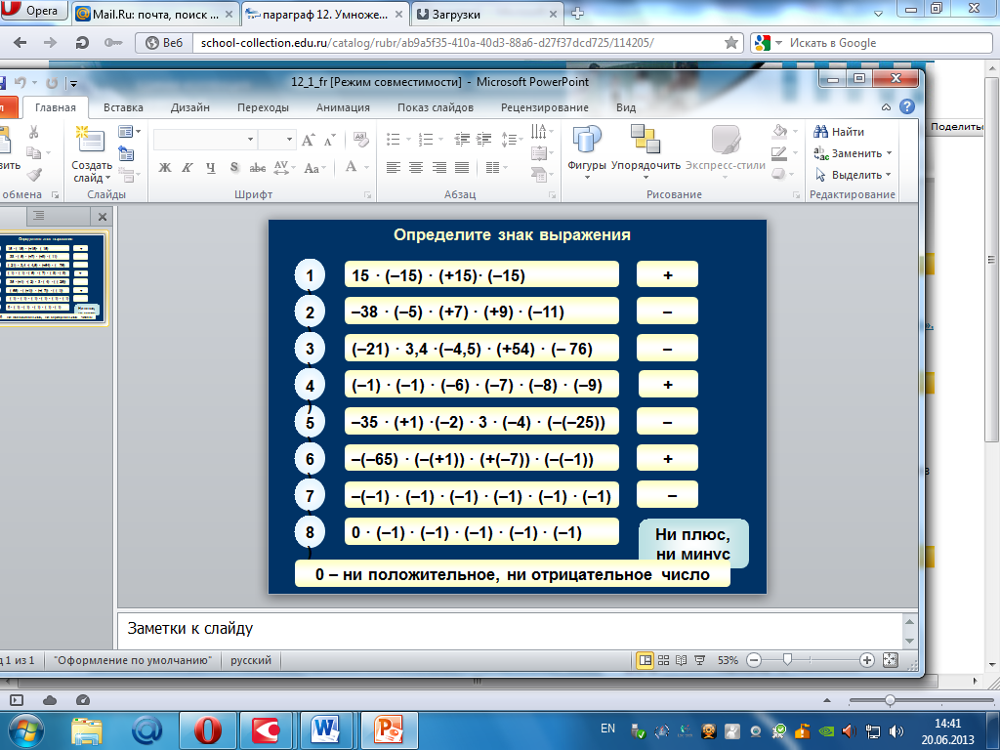 Opera
Mail.Ru: почта, поиск ...
параграф 12. Умноже...
Загрузки
Веб
school-collection.edu.ru/catalog/rubr/ab9a5f35-410a-40d3-88a6-d27f37dcd725/114205/
Искать в Google
12_1_fr [Режим совместимости] - Microsoft PowerPoint
Главная
Вставка
Дизайн
Переходы
Анимация
Показ слайдов
Рецензирование
Вид
Поделитьс
вить
Создать
слайд
Фигуры
Упорядочить
Экспресс-стили
Найти
Заменить
Выделить
обмена
Слайды
Шрифт
Абзац
Рисование
Редактирование
Определите знак выражения
1
15 · (–15) · (+15)· (–15)
+
2
–38 · (–5) · (+7) · (+9) · (–11)
–
3
(–21) · 3,4 ·(–4,5) · (+54) · (– 76)
–
4
(–1) · (–1) · (–6) · (–7) · (–8) · (–9)
+
5
–35 · (+1) ·(–2) · 3 · (–4) · (–(–25))
–
6
–(–65) · (–(+1)) · (+(–7)) · (–(–1))
+
7
–(–1) · (–1) · (–1) · (–1) · (–1) · (–1)
–
8
0 · (–1) · (–1) · (–1) · (–1) · (–1)
Ни плюс,
ни минус
0 – ни положительное, ни отрицательное число
Заметки к слайду
д 1 из 1
"Оформление по умолчанию"
русский
53%
EN
14:41
20.06.2013